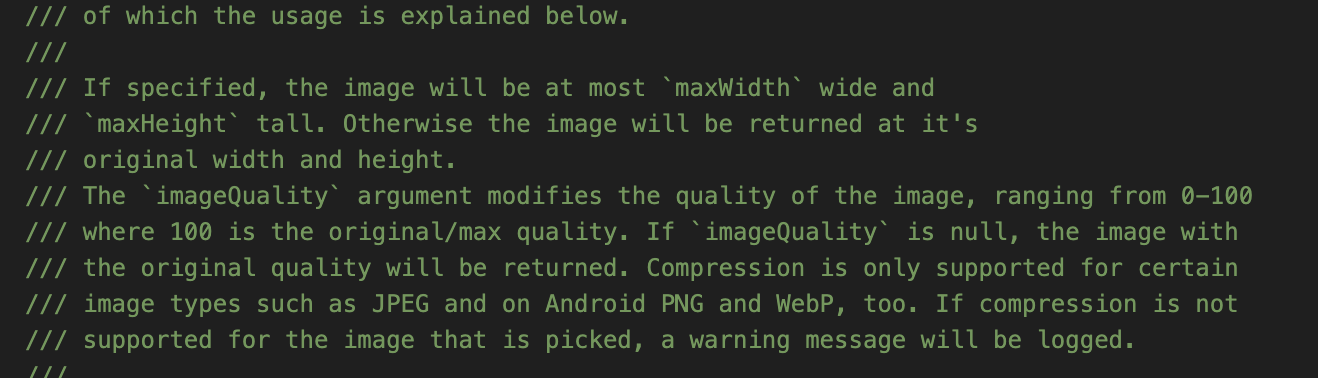 /// of which the usage is explained below.
///
/// If specified, the image will be at most `maxWidth` wide and
/// `maxHeight` tall. Otherwise the image will be returned at it's
/// original width and height.
/// The `imageQuality` argument modifies the quality of the image, ranging from 0-100
/// where 100 is the original/max quality. If `imageQuality` is null, the image with
/// the original quality will be returned. Compression is only supported for certain
/// image types such as JPEG and on Android PNG and WebP, too. If compression is not
/// supported for the image that is picked, a warning message will be logged.
///